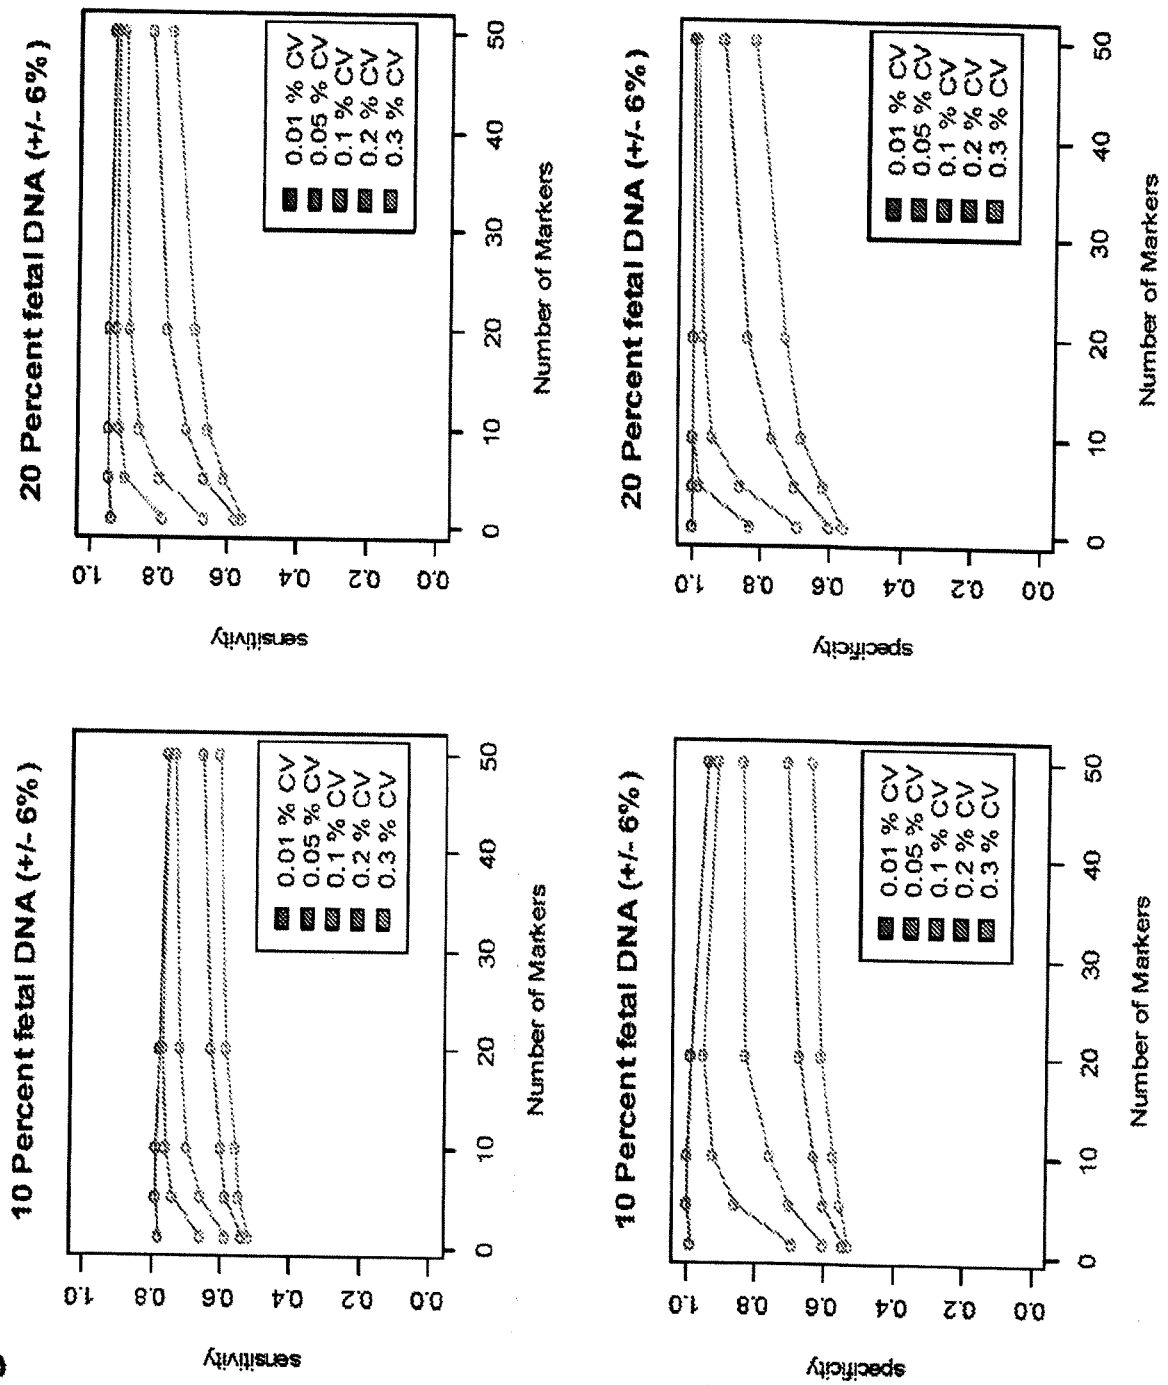 10 Percent fetal DNA (+/- 6%)
sensitivity
1.0
0.8
0.6
0.4
0.2
0.0
0
10
20
30
40
50
Number of Markers
0.01 % CV
0.05 % CV
0.1 % CV
0.2 % CV
0.3 % CV
20 Percent fetal DNA (+/- 6%)
sensitivity
1.0
0.8
0.6
0.4
0.2
0.0
0
10
20
30
40
50
Number of Markers
0.01 % CV
0.05 % CV
0.1 % CV
0.2 % CV
0.3 % CV
10 Percent fetal DNA (+/- 6%)
specificity
1.0
0.8
0.6
0.4
0.2
0.0
0
10
20
30
40
50
Number of Markers
0.01 % CV
0.05 % CV
0.1 % CV
0.2 % CV
0.3 % CV
20 Percent fetal DNA (+/- 6%)
specificity
1.0
0.8
0.6
0.4
0.2
0.0
0
10
20
30
40
50
Number of Markers
0.01 % CV
0.05 % CV
0.1 % CV
0.2 % CV
0.3 % CV